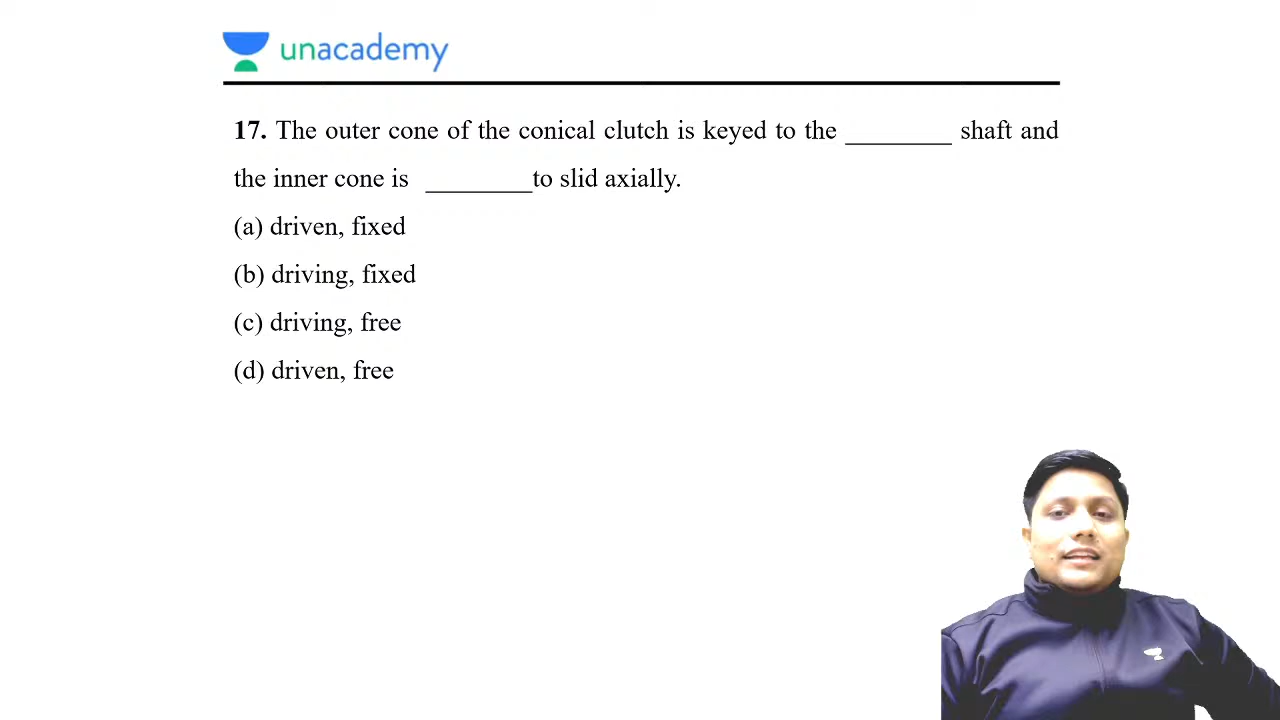 unacademy
17. The outer cone of the conical clutch is keyed to the ________ shaft and
the inner cone is ________to slid axially.
(a) driven, fixed
(b) driving, fixed
(c) driving, free
(d) driven, free